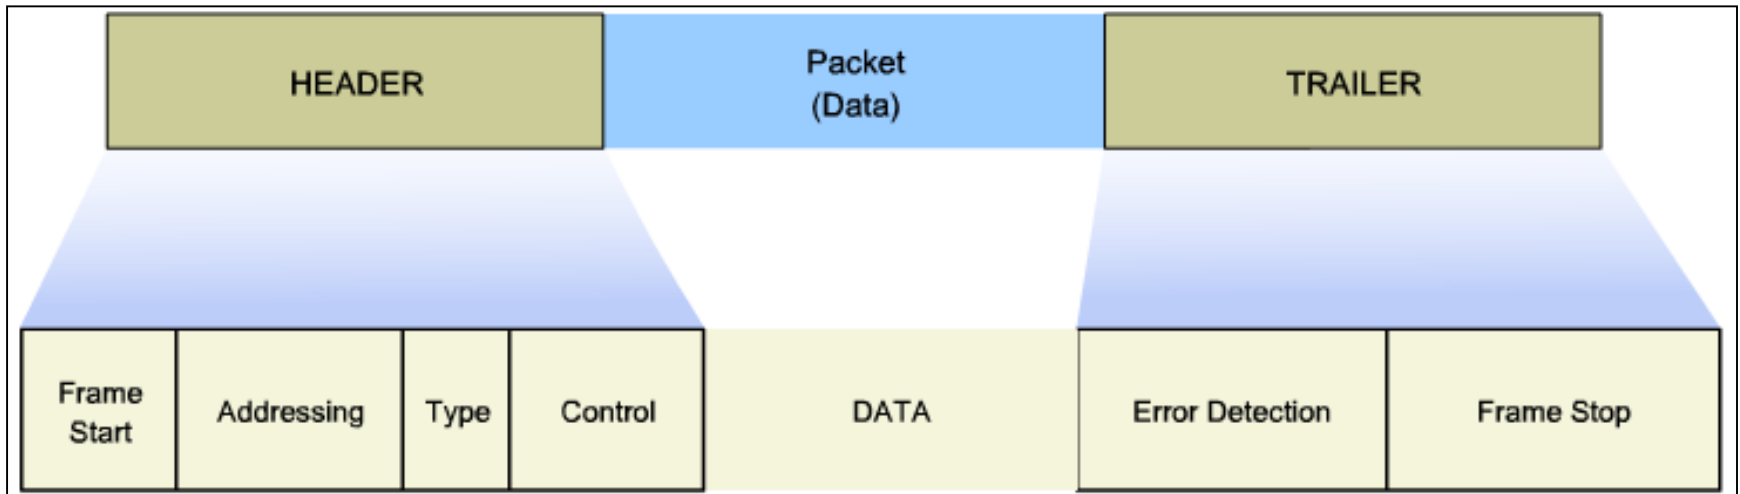 HEADER
Packet
(Data)
TRAILER
Frame
Start
Addressing
Type
Control
DATA
Error Detection
Frame Stop